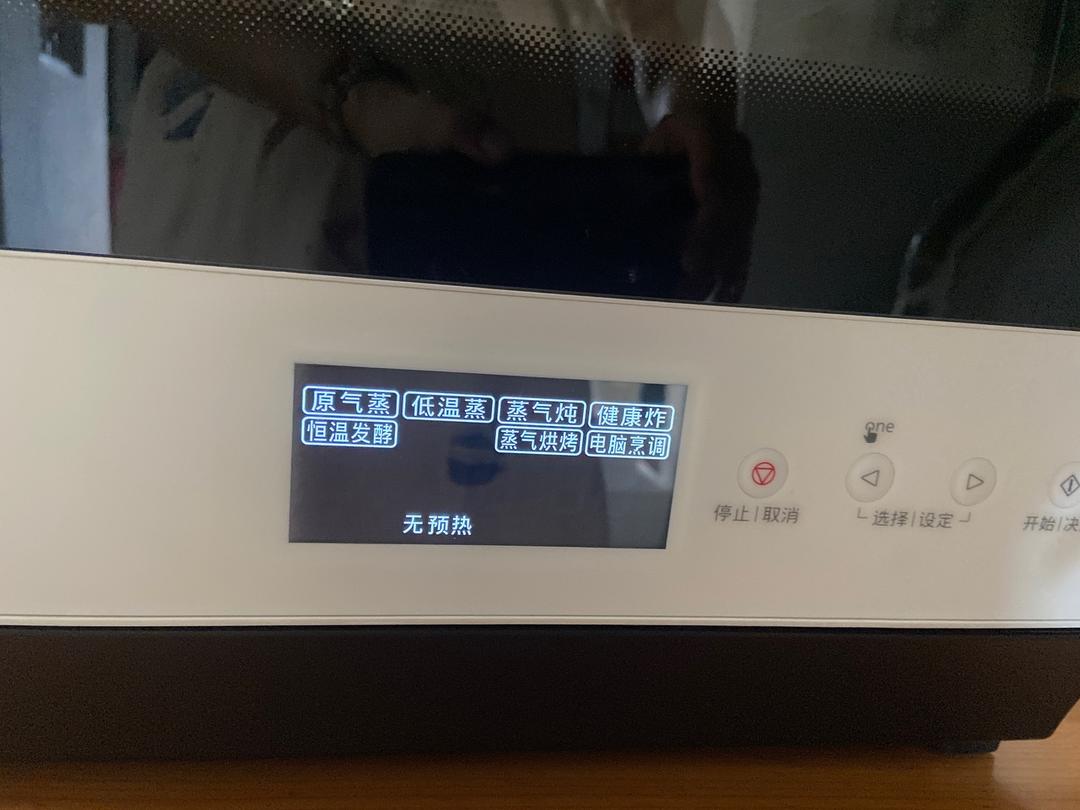 原气蒸 低温蒸 蒸气炖 健康炸
恒温发酵 蒸气烘烤 电脑烹调
无预热
one
停止|取消
选择|设定
开始|决